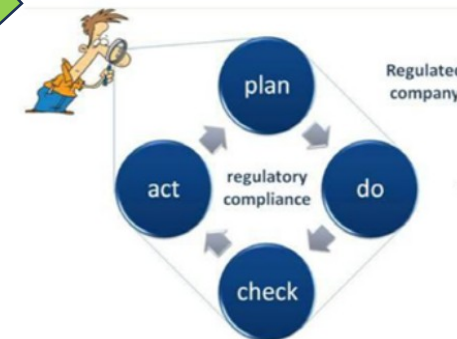 plan
Regulated
company
act
regulatory
compliance
do
check